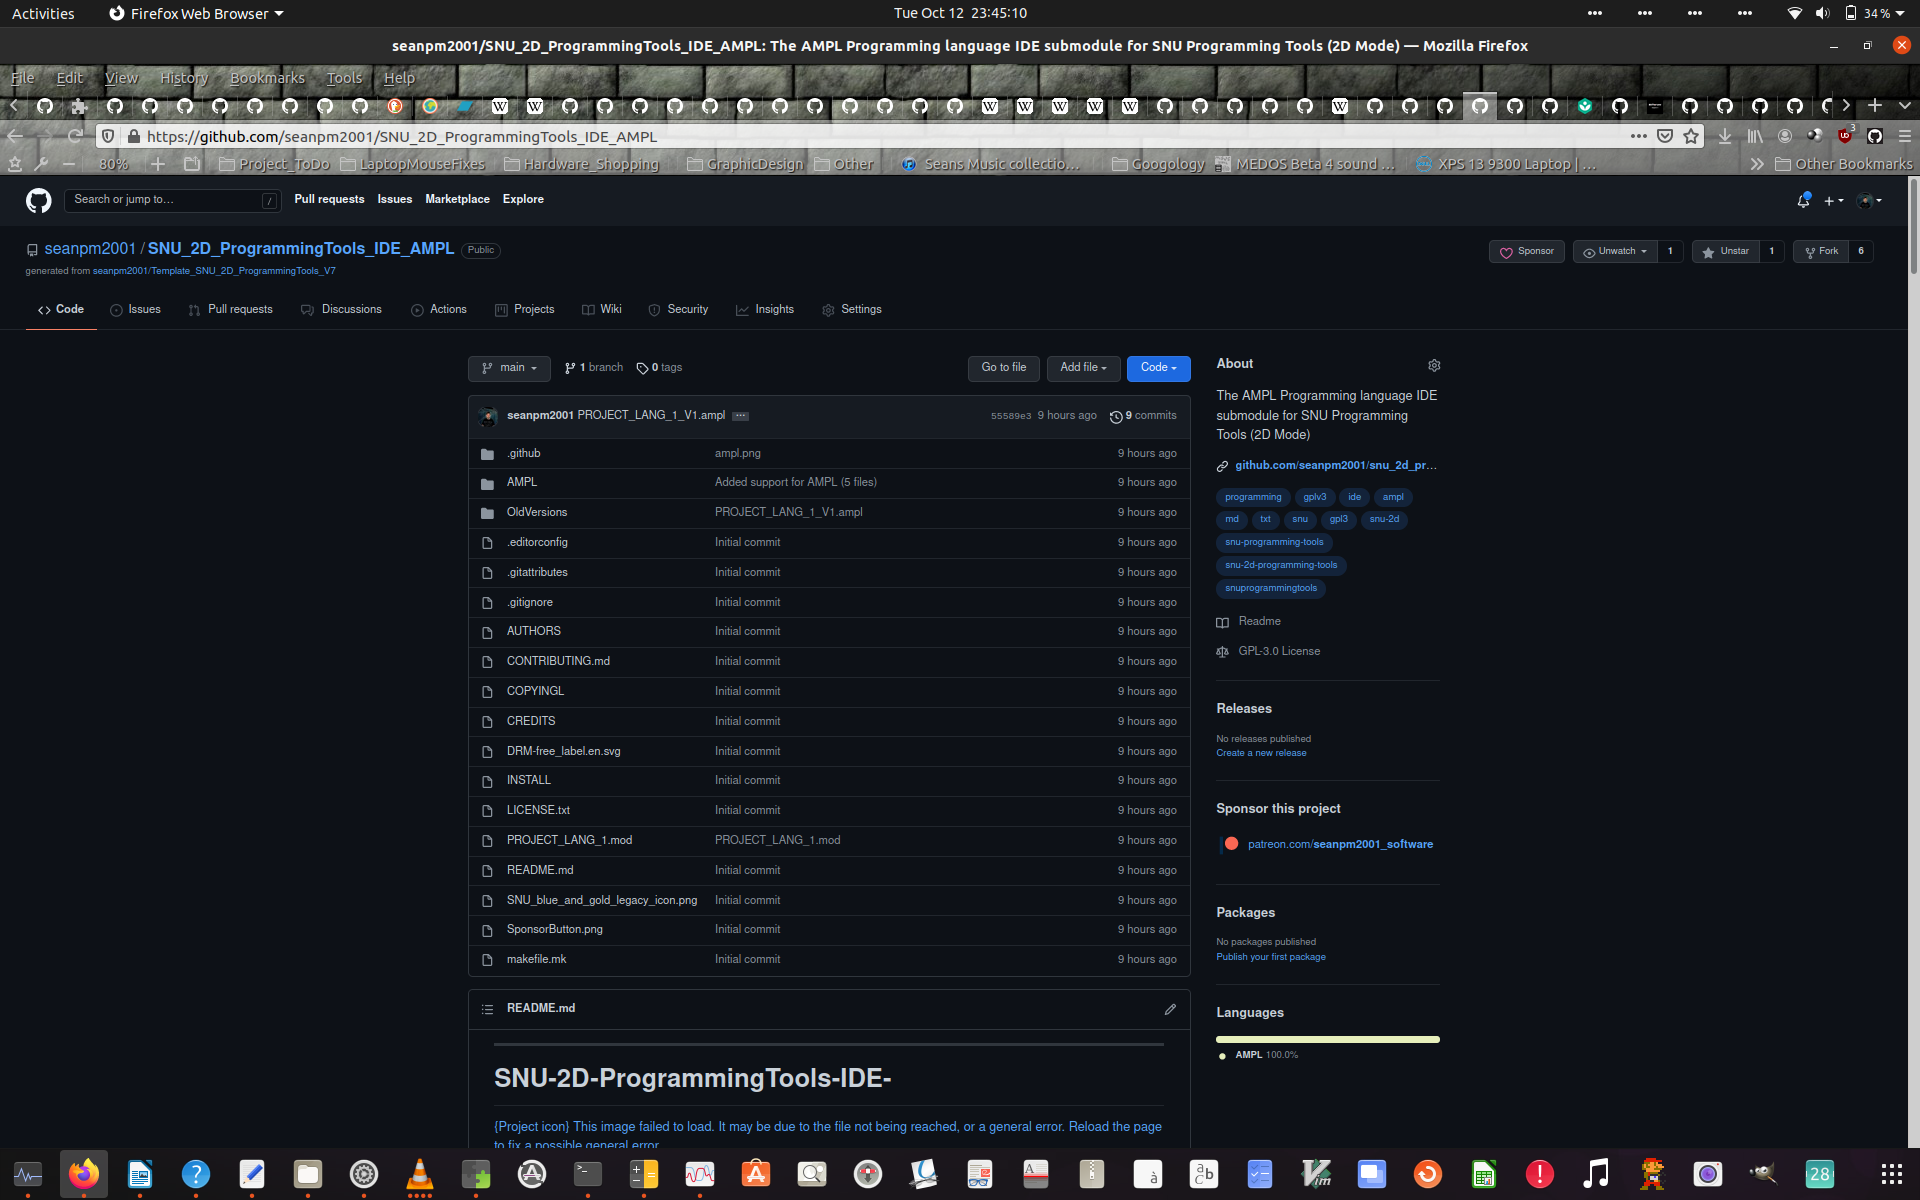 Activities Firefox Web Browser Tue Oct 12 23:45:10 34%
seanpm2001/SNU_2D_ProgrammingTools_IDE_AMPL: The AMPL Programming language IDE submodule for SNU Programming Tools (2D Mode) — Mozilla Firefox
File Edit View History Bookmarks Tools Help
https://github.com/seanpm2001/SNU_2D_ProgrammingTools_IDE_AMPL 3
80% Project_ToDo LaptopMouseFixes Hardware_Shopping GraphicDesign Other Seans Music collectio… Googology MEDOS Beta 4 sound … XPS 13 9300 Laptop | … Other Bookmarks
Search or jump to… / Pull requests Issues Marketplace Explore
seanpm2001 / SNU_2D_ProgrammingTools_IDE_AMPL Public Sponsor Unwatch 1 Unstar 1 Fork 6
generated from seanpm2001/Template_SNU_2D_ProgrammingTools_V7
Code Issues Pull requests Discussions Actions Projects Wiki Security Insights Settings
main 1 branch 0 tags Go to file Add file Code
seanpm2001 PROJECT_LANG_1_V1.ampl ... 55589e3 9 hours ago 9 commits
.github ampl.png 9 hours ago
AMPL Added support for AMPL (5 files) 9 hours ago
OldVersions PROJECT_LANG_1_V1.ampl 9 hours ago
.editorconfig Initial commit 9 hours ago
.gitattributes Initial commit 9 hours ago
.gitignore Initial commit 9 hours ago
AUTHORS Initial commit 9 hours ago
CONTRIBUTING.md Initial commit 9 hours ago
COPYINGL Initial commit 9 hours ago
CREDITS Initial commit 9 hours ago
DRM-free_label.en.svg Initial commit 9 hours ago
INSTALL Initial commit 9 hours ago
LICENSE.txt Initial commit 9 hours ago
PROJECT_LANG_1.mod PROJECT_LANG_1.mod 9 hours ago
README.md Initial commit 9 hours ago
SNU_blue_and_gold_legacy_icon.png Initial commit 9 hours ago
SponsorButton.png Initial commit 9 hours ago
makefile.mk Initial commit 9 hours ago
README.md
SNU-2D-ProgrammingTools-IDE-
{Project icon} This image failed to load. It may be due to the file not being reached, or a general error. Reload the page
to fix a possible general error.
About
The AMPL Programming language IDE
submodule for SNU Programming
Tools (2D Mode)
github.com/seanpm2001/snu_2d_pr…
programming gplv3 ide ampl
md txt snu gpl3 snu-2d
snu-programming-tools
snu-2d-programming-tools
snuprogrammingtools
Readme
GPL-3.0 License
Releases
No releases published
Create a new release
Sponsor this project
patreon.com/seanpm2001_software
Packages
No packages published
Publish your first package
Languages
AMPL 100.0%
28